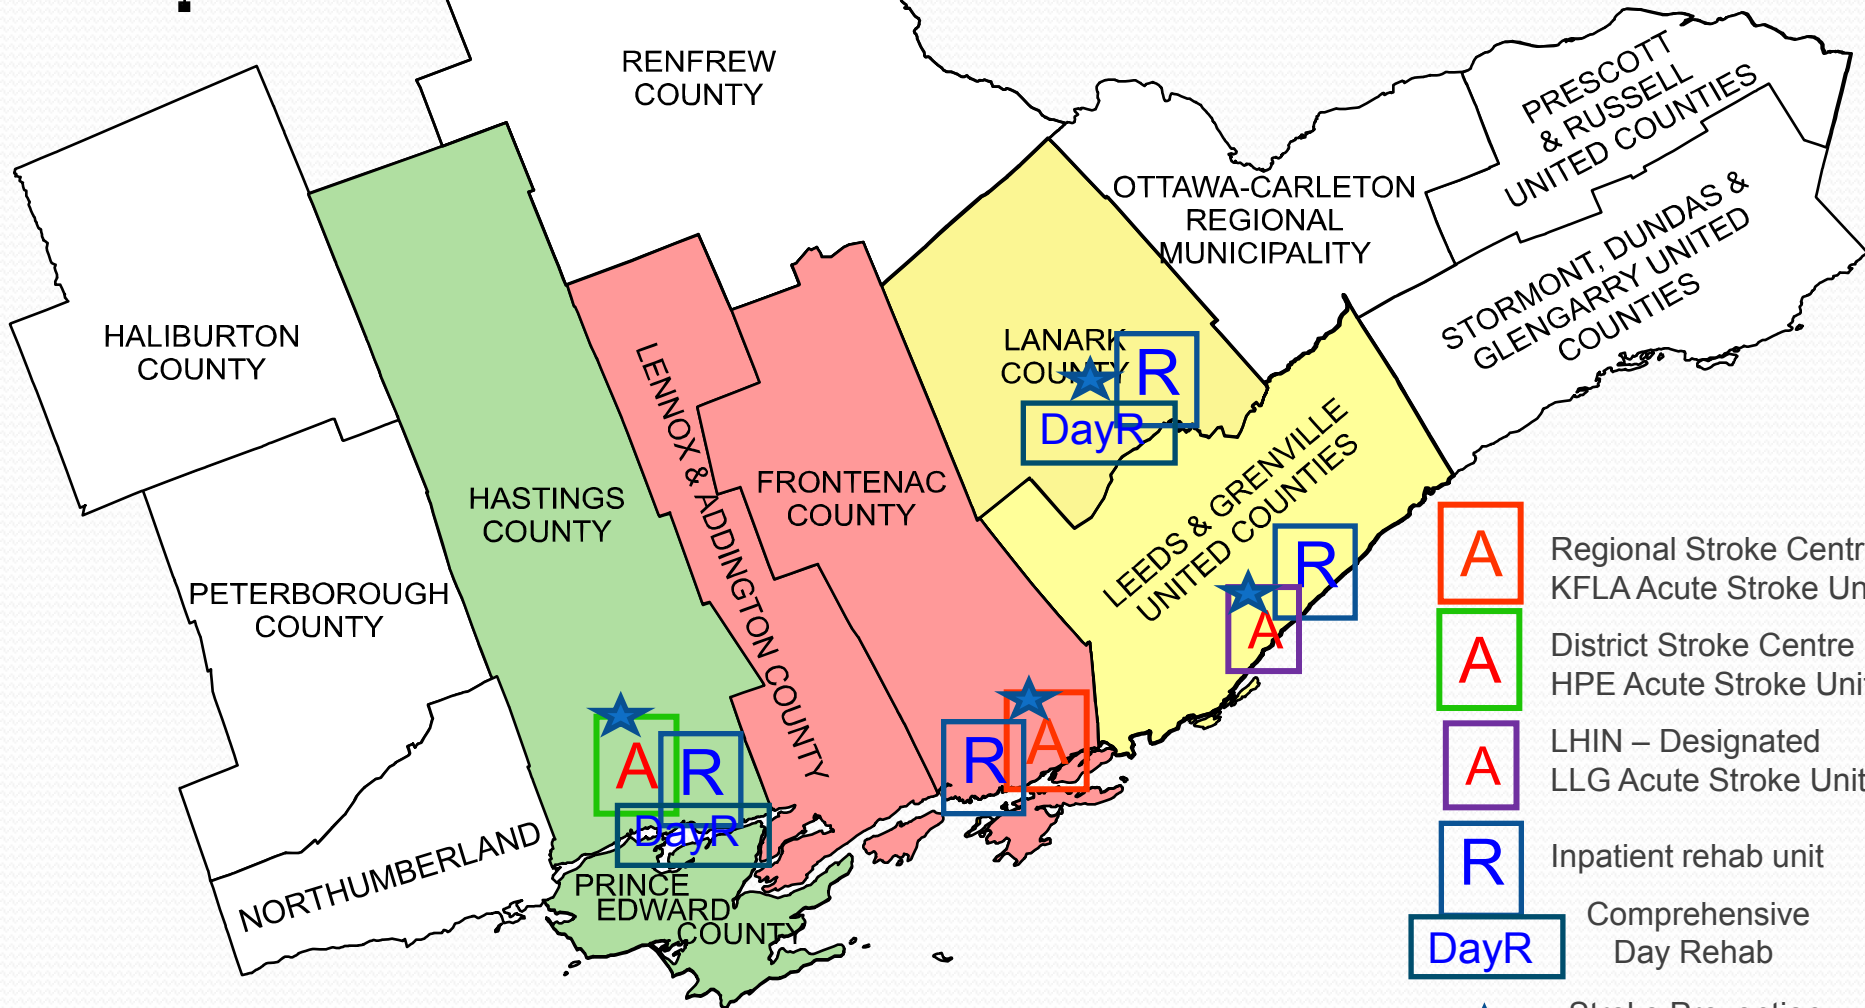 RENFREW
COUNTY
PRESCOTT
& RUSSELL
UNITED COUNTIES
OTTAWA-CARLETON
REGIONAL
MUNICIPALITY
STORMONT, DUNDAS &
GLENGARRY UNITED
COUNTIES
HALIBURTON
COUNTY
LANARK
COUNTY
R
DayR
LENNOX & ADDINGTON COUNTY
HASTINGS
COUNTY
FRONTENAC
COUNTY
LEEDS & GRENVILLE
UNITED COUNTIES
R
A
PETERBOROUGH
COUNTY
A
R
DayR
R
A
NORTHUMBERLAND
PRINCE
EDWARD
COUNTY
A
Regional Stroke Centr
KFLA Acute Stroke Un
A
District Stroke Centre
HPE Acute Stroke Unit
A
LHIN – Designated
LLG Acute Stroke Unit
R
Inpatient rehab unit
DayR
Comprehensive
Day Rehab
Stroke Prevention